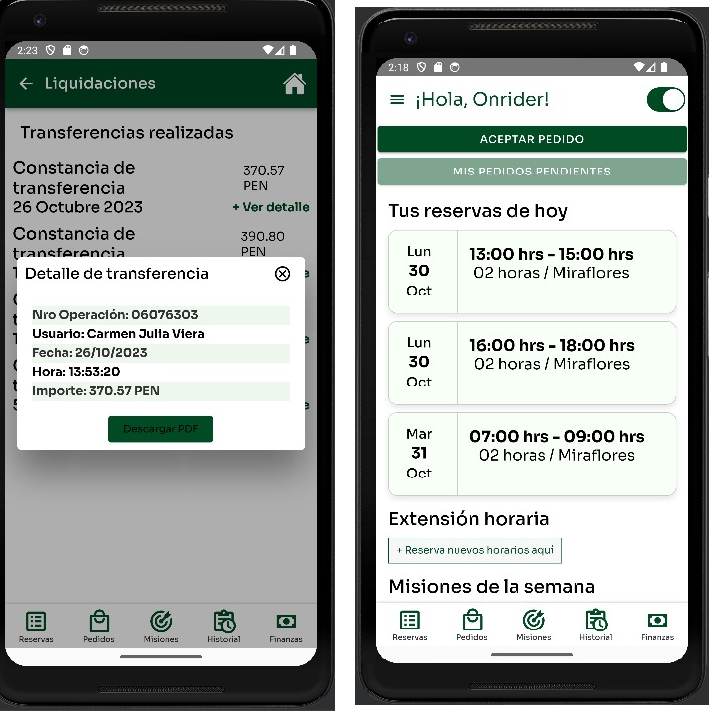 2:23
Liquidaciones
Transferencias realizadas
Constancia de
transferencia
26 Octubre 2023
370.57
PEN
+ Ver detalle
Constancia de
transferencia
390.80
PEN
Detalle de transferencia
Nro Operación: 06076303
Usuario: Carmen Julia Viera
Fecha: 26/10/2023
Hora: 13:53:20
Importe: 370.57 PEN
Descargar PDF
Reservas
Pedidos
Misiones
Historial
Finanzas
2:18
¡Hola, Onrider!
ACEPTAR PEDIDO
MIS PEDIDOS PENDIENTES
Tus reservas de hoy
Lun
30
Oct
13:00 hrs - 15:00 hrs
02 horas / Miraflores
Lun
30
Oct
16:00 hrs - 18:00 hrs
02 horas / Miraflores
Mar
31
Oct
07:00 hrs - 09:00 hrs
02 horas / Miraflores
Extensión horaria
+ Reserva nuevos horarios aquí
Misiones de la semana
Reservas
Pedidos
Misiones
Historial
Finanzas